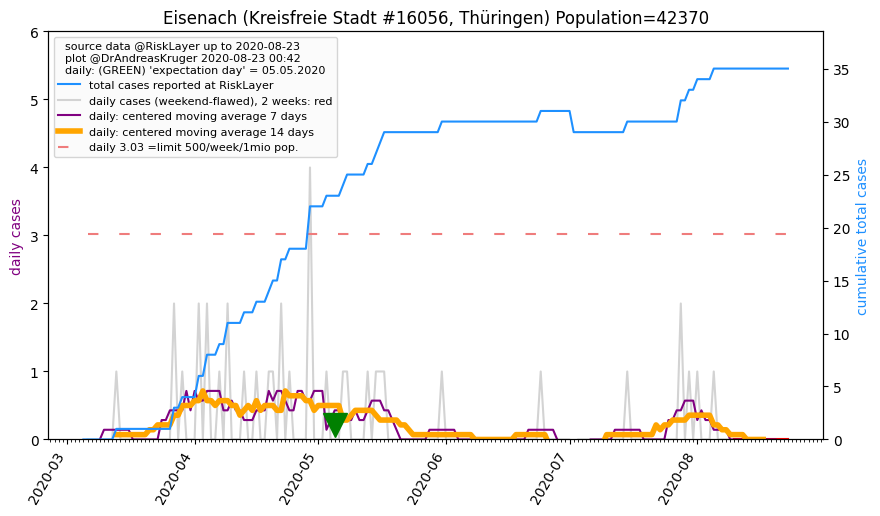 Eisenach (Kreisfreie Stadt #16056, Thüringen) Population=42370
source data @RiskLayer up to 2020-08-23
plot @DrAndreasKruger 2020-08-23 00:42
daily: (GREEN) 'expectation day' = 05.05.2020
total cases reported at RiskLayer
daily cases (weekend-flawed), 2 weeks: red
daily: centered moving average 7 days
daily: centered moving average 14 days
daily 3.03 =limit 500/week/1mio pop.
daily cases
6
5
4
3
2
1
0
cumulative total cases
35
30
25
20
15
10
5
0
2020-03
2020-04
2020-05
2020-06
2020-07
2020-08